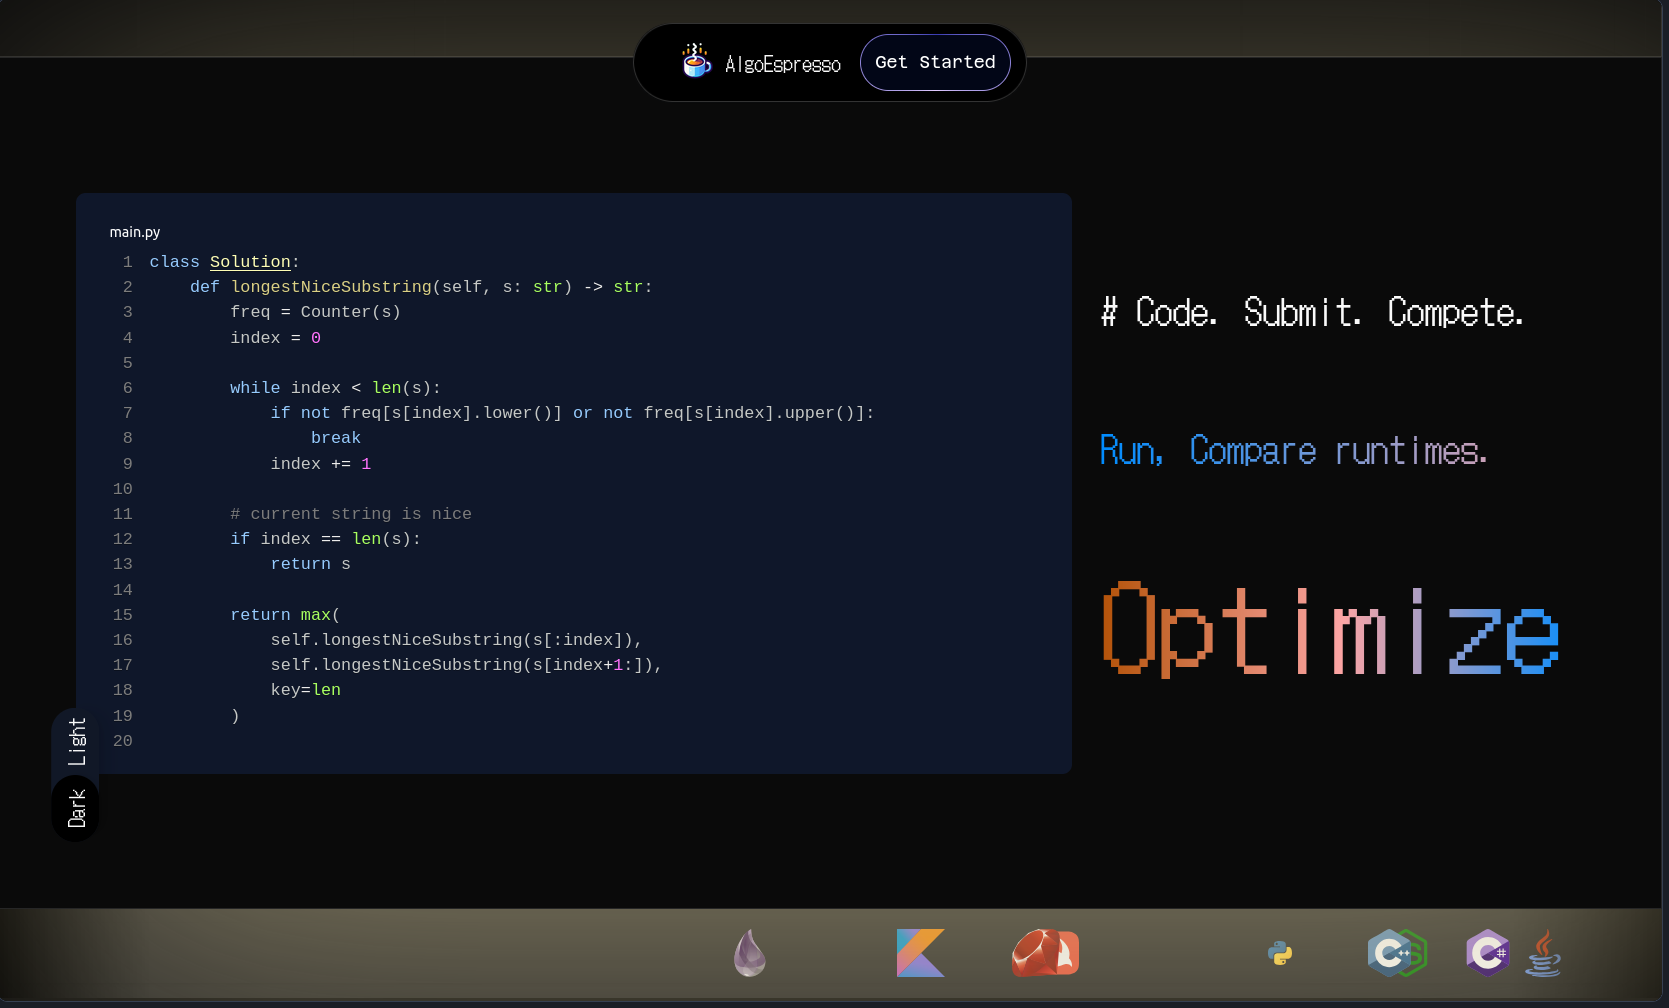 AlgoEspresso Get Started
main.py
1 class Solution:
2     def longestNiceSubstring(self, s: str) -> str:
3         freq = Counter(s)
4         index = 0
5
6         while index < len(s):
7             if not freq[s[index].lower()] or not freq[s[index].upper()]:
8                 break
9             index += 1
10
11         # current string is nice
12         if index == len(s):
13             return s
14
15         return max(
16             self.longestNiceSubstring(s[:index]),
17             self.longestNiceSubstring(s[index+1:]),
18             key=len
19         )
20
# Code. Submit. Compete.
Run, Compare runtimes.
Optimize
Light
Dark
C++ S
C#